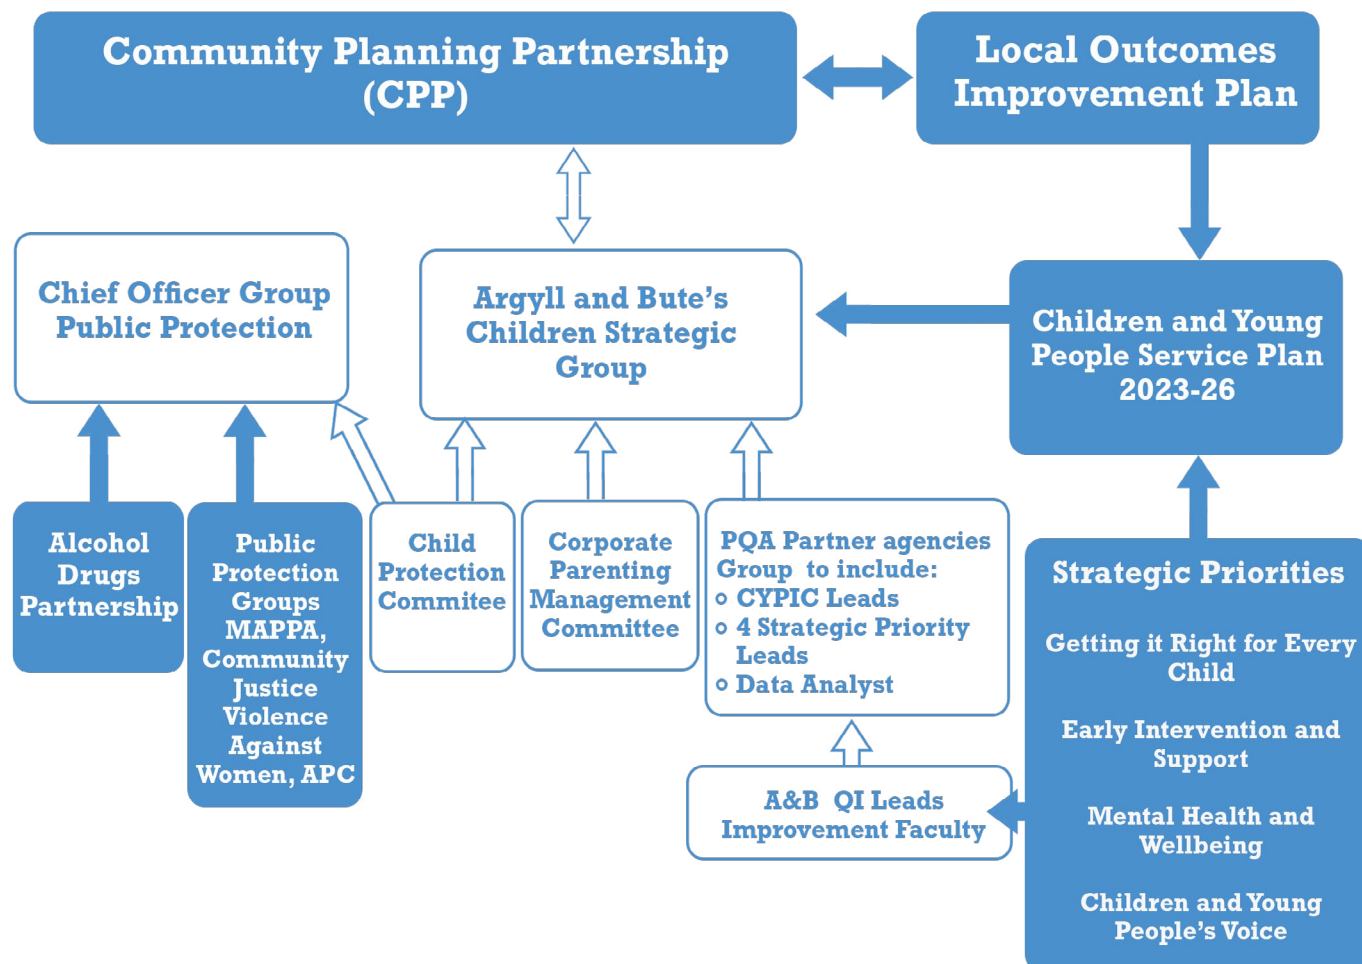 Community Planning Partnership
(CPP)
Local Outcomes
Improvement Plan
Chief Officer Group
Public Protection
Argyll and Bute’s
Children Strategic
Group
Children and Young
People Service Plan
2023-26
Alcohol
Drugs
Partnership
Public
Protection
Groups
MAPPA,
Community
Justice
Violence
Against
Women, APC
Child
Protection
Commitee
Corporate
Parenting
Management
Committee
PQA Partner agencies
Group to include:
CYPIC Leads
4 Strategic Priority
Leads
Data Analyst
A&B QI Leads
Improvement Faculty
Strategic Priorities
Getting it Right for Every
Child
Early Intervention and
Support
Mental Health and
Wellbeing
Children and Young
People’s Voice